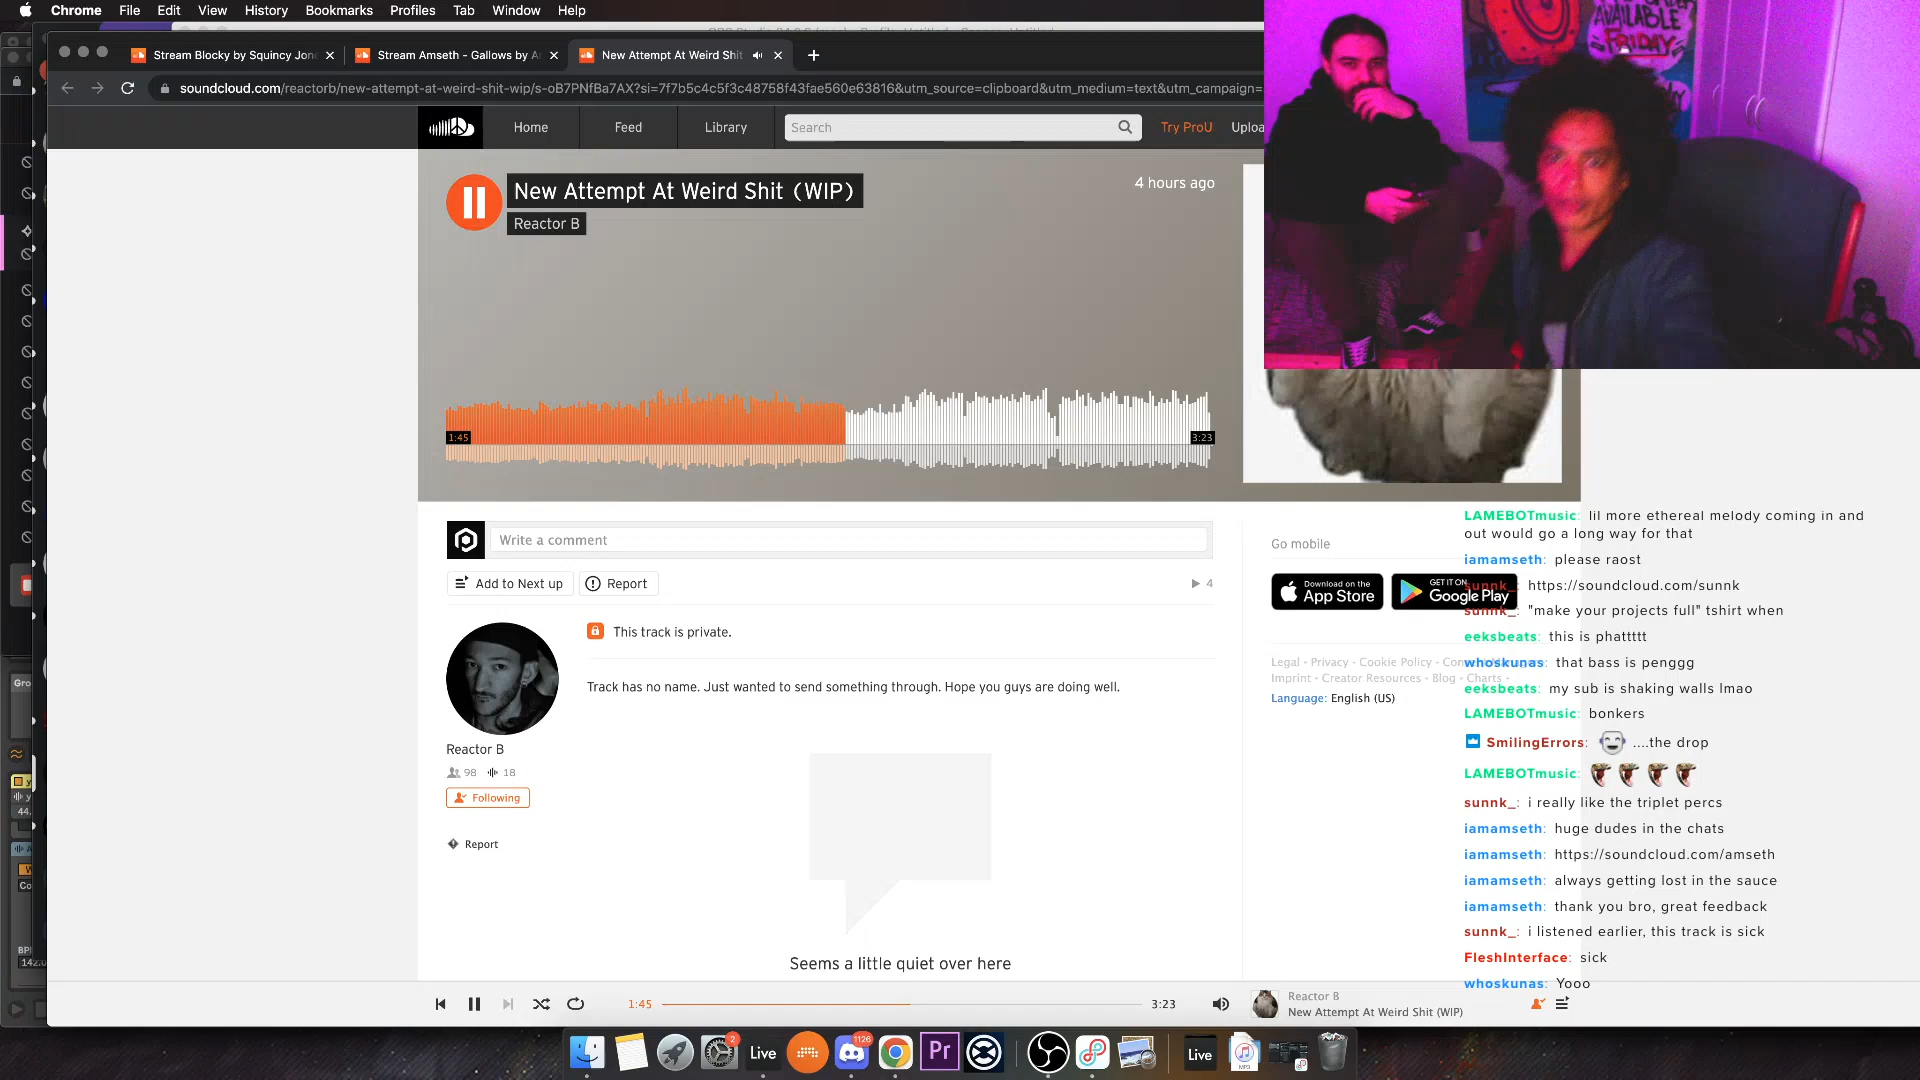 Chrome File Edit View History Bookmarks Profiles Tab Window Help
Stream Blocky by Squincy Jon
Stream Amseth - Gallows by A
New Attempt At Weird Shit
soundcloud.com/reactorb/new-attempt-at-weird-shit-wip/s-oB7PNfBa7AX?si=7f7b5c4c5f3c48758f43fae560e63816&utm_source=clipboard&utm_medium=text&utm_campaign=
Home Feed Library Search Try ProU Uploa
AVAILABLE
FRIDAY
New Attempt At Weird Shit (WIP)
4 hours ago
Reactor B
1:45
3:23
Write a comment
Add to Next up
Report
4
This track is private.
Track has no name. Just wanted to send something through. Hope you guys are doing well.
Reactor B
98 18
Following
Report
Seems a little quiet over here
Go mobile
Download on the
App Store
GET IT ON
Google Play
Legal - Privacy - Cookie Policy -
Imprint - Creator Resources - Blog - Charts -
Language: English (US)
LAMEBOTmusic: lil more ethereal melody coming in and
out would go a long way for that
iamamseth: please raost
sunnk_: https://soundcloud.com/sunnk
sunnk_: "make your projects full" tshirt when
eeksbeats: this is phattttt
whoskunas: that bass is penggg
eeksbeats: my sub is shaking walls lmao
LAMEBOTmusic: bonkers
SmilingErrors: ....the drop
LAMEBOTmusic:
sunnk_: i really like the triplet percs
iamamseth: huge dudes in the chats
iamamseth: https://soundcloud.com/amseth
iamamseth: always getting lost in the sauce
iamamseth: thank you bro, great feedback
sunnk_: i listened earlier, this track is sick
FleshInterface: sick
whoskunas: Yooo
1:45
3:23
Reactor B
New Attempt At Weird Shit (WIP)
Gro
44.
Co
BP
142.0
2
Live
1126
Pr
Live
MP3